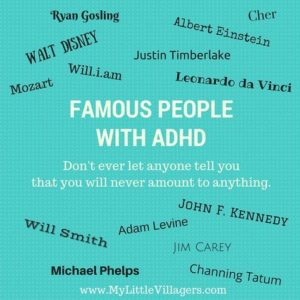 Ryan Gosling
Cher
Albert Einstein
WALT DISNEY
Justin Timberlake
Will.i.am
Mozart
Leonardo da Vinci
FAMOUS PEOPLE
WITH ADHD
Don't ever let anyone tell you
that you will never amount to anything.
JOHN F. KENNEDY
Will Smith
Adam Levine
JIM CAREY
Michael Phelps
Channing Tatum
www.MyLittleVillagers.com